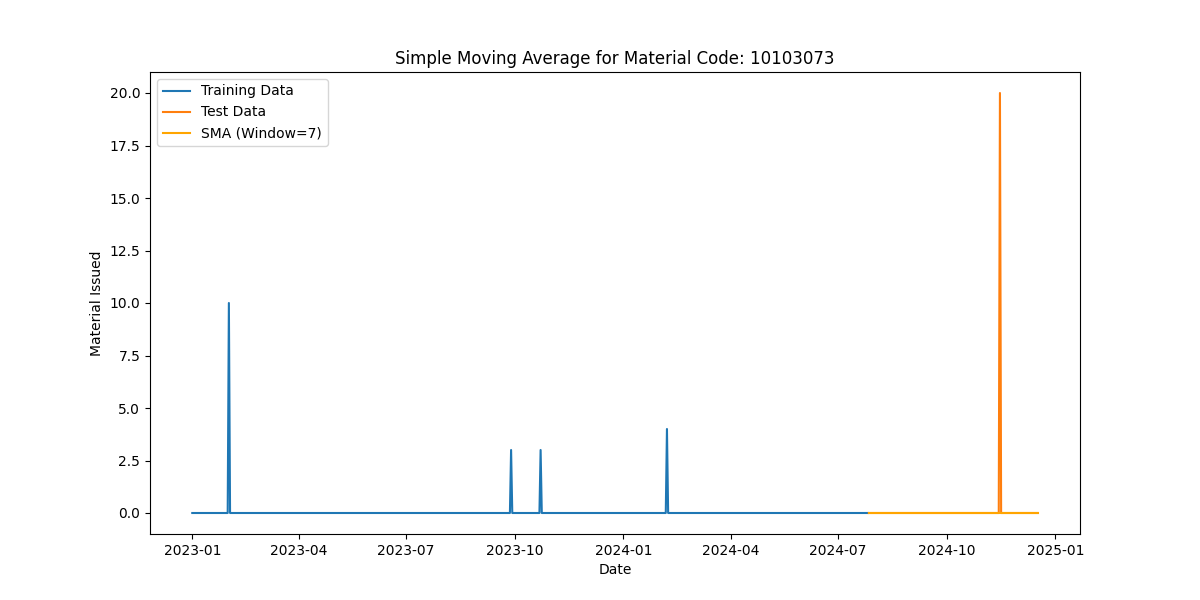 Simple Moving Average for Material Code: 10103073
Training Data
Test Data
SMA (Window=7)
20.0
17.5
15.0
12.5
10.0
7.5
5.0
2.5
0.0
Material Issued
2023-01 2023-04 2023-07 2023-10 2024-01 2024-04 2024-07 2024-10 2025-01
Date